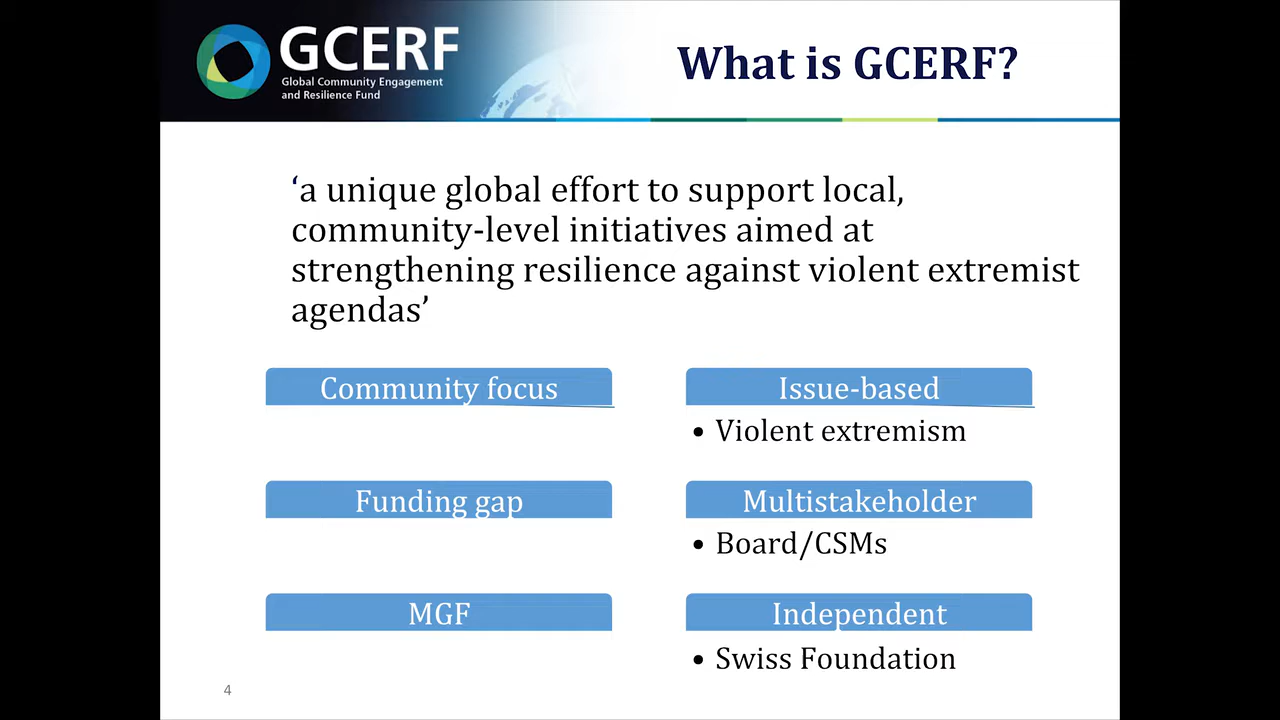 GCERF
Global Community Engagement
and Resilience Fund
What is GCERF?
‘a unique global effort to support local,
community-level initiatives aimed at
strengthening resilience against violent extremist
agendas’
Community focus
Issue-based
• Violent extremism
Funding gap
Multistakeholder
• Board/CSMs
MGF
Independent
• Swiss Foundation
4